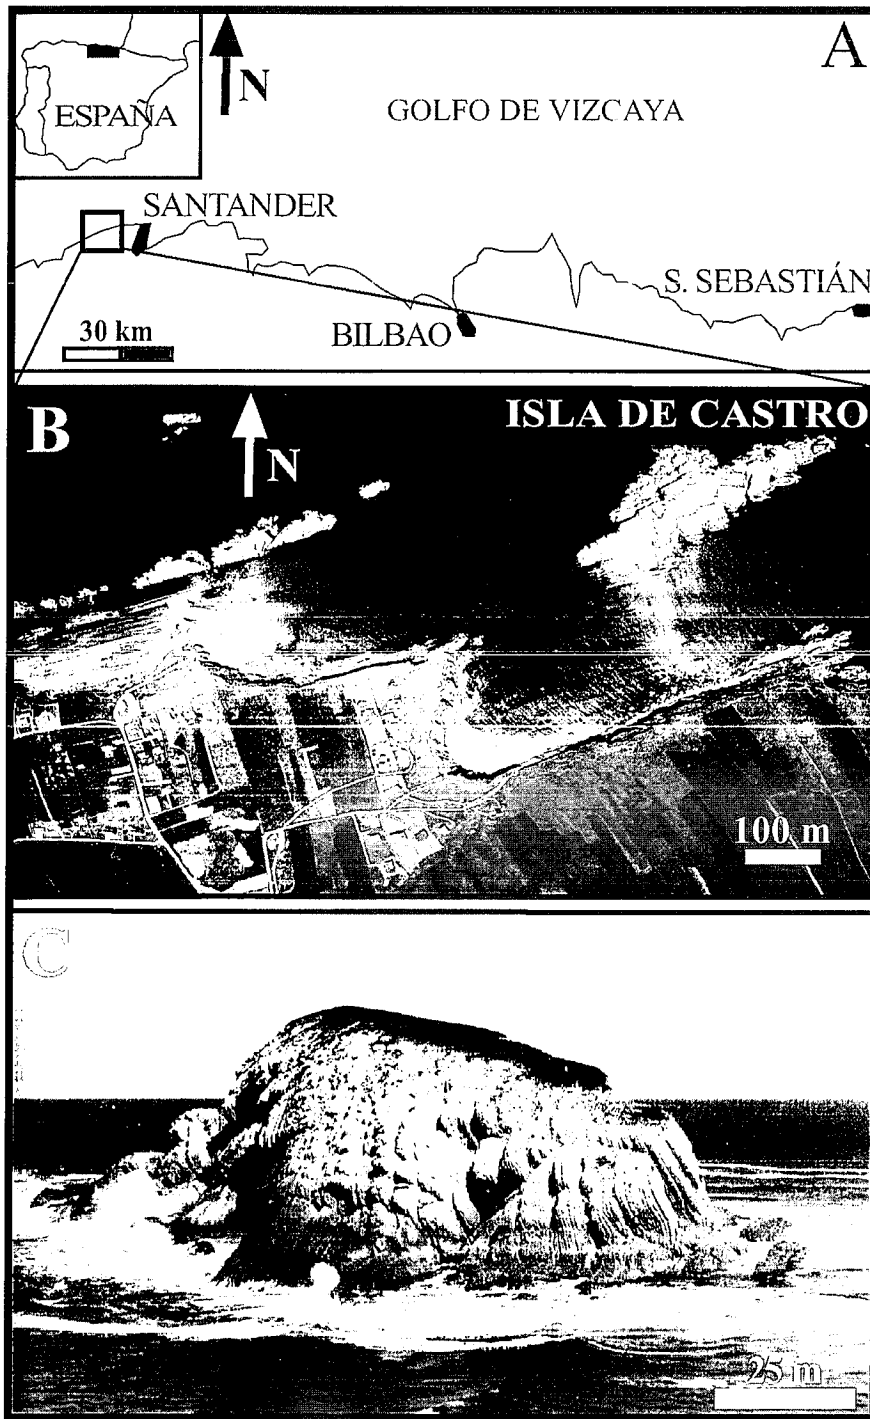 A
N
ESPAÑA
GOLFO DE VIZCAYA
SANTANDER
S. SEBASTIÁN
30 km
BILBAO
B
ISLA DE CASTRO
N
100 m
C
25 m